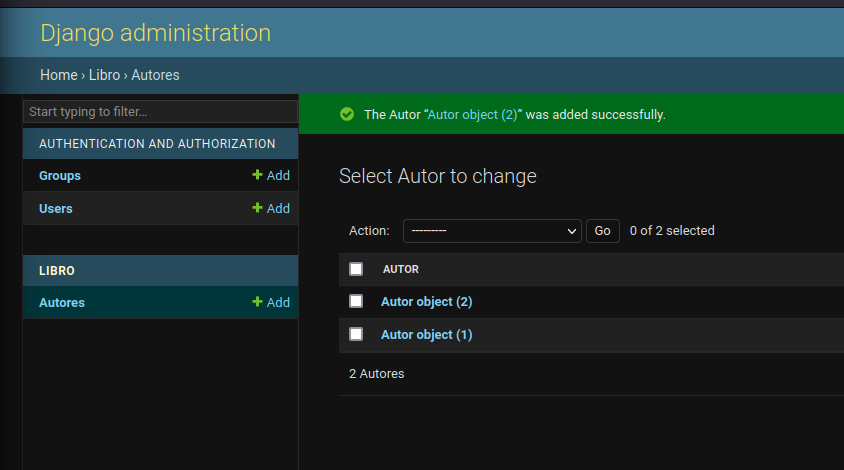 Django administration
Home › Libro › Autores
Start typing to filter...
AUTHENTICATION AND AUTHORIZATION
Groups + Add
Users + Add
LIBRO
Autores + Add
The Autor “Autor object (2)” was added successfully.
Select Autor to change
Action: --------- Go 0 of 2 selected
AUTOR
Autor object (2)
Autor object (1)
2 Autores